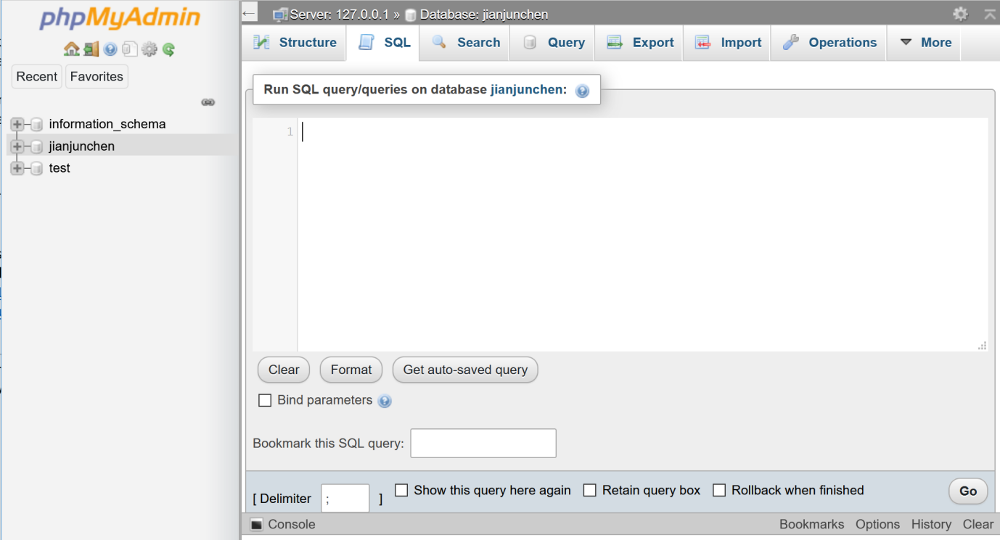 phpMyAdmin
Recent Favorites
information_schema
jianjunchen
test
← Server: 127.0.0.1 » Database: jianjunchen
Structure SQL Search Query Export Import Operations More
Run SQL query/queries on database jianjunchen:
1
Clear Format Get auto-saved query
Bind parameters
Bookmark this SQL query:
[ Delimiter ; ] Show this query here again Retain query box Rollback when finished Go
Console Bookmarks Options History Clear